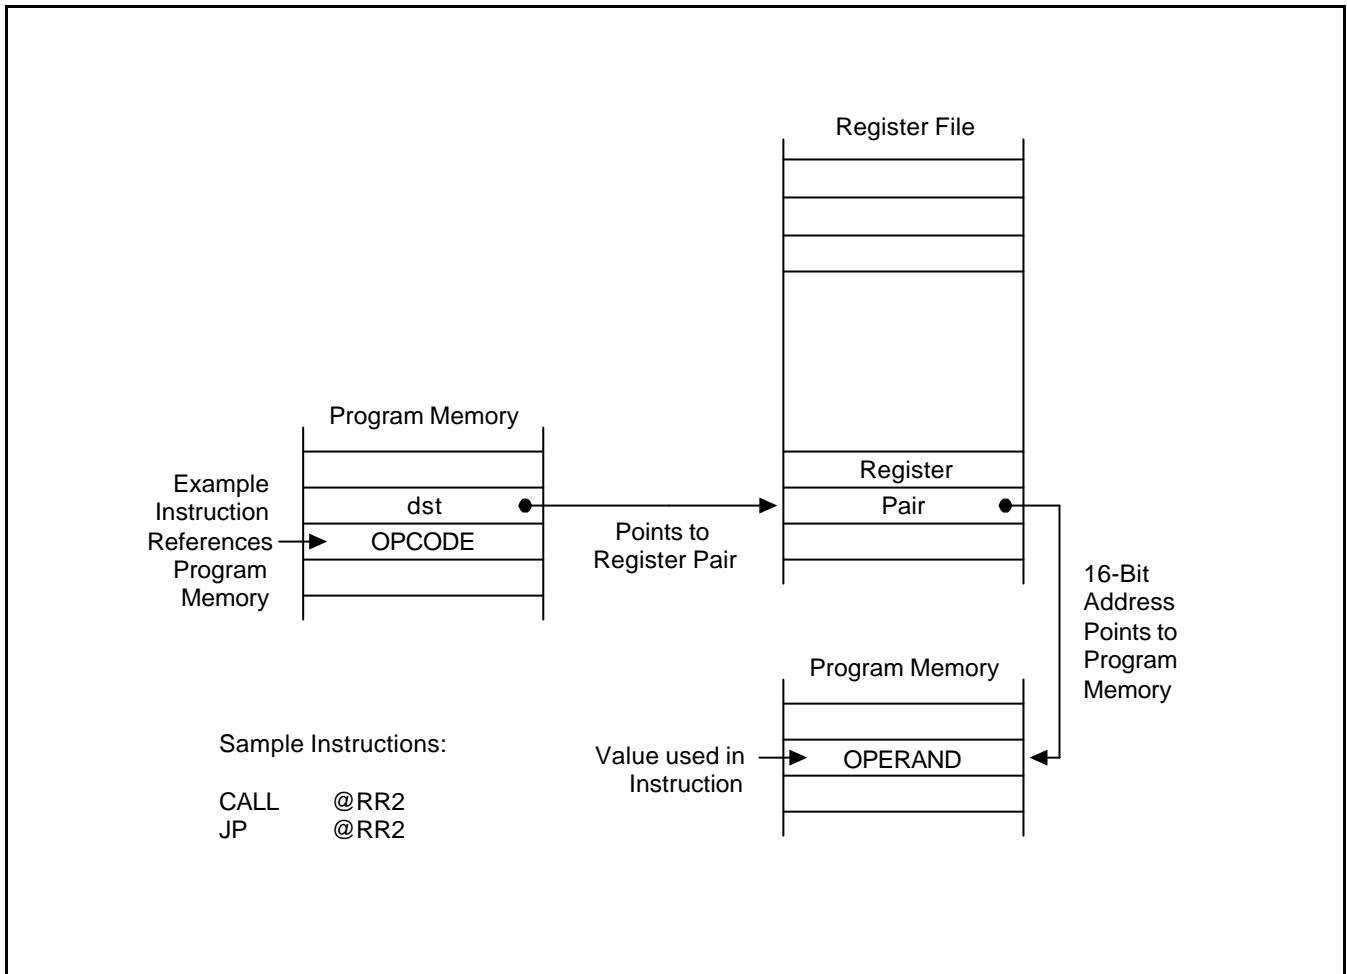 Register File
Program Memory
Example
Instruction
References
Program
Memory
dst
OPCODE
Points to
Register Pair
Register
Pair
16-Bit
Address
Points to
Program
Memory
Program Memory
Value used in
Instruction
OPERAND
Sample Instructions:
CALL @RR2
JP @RR2